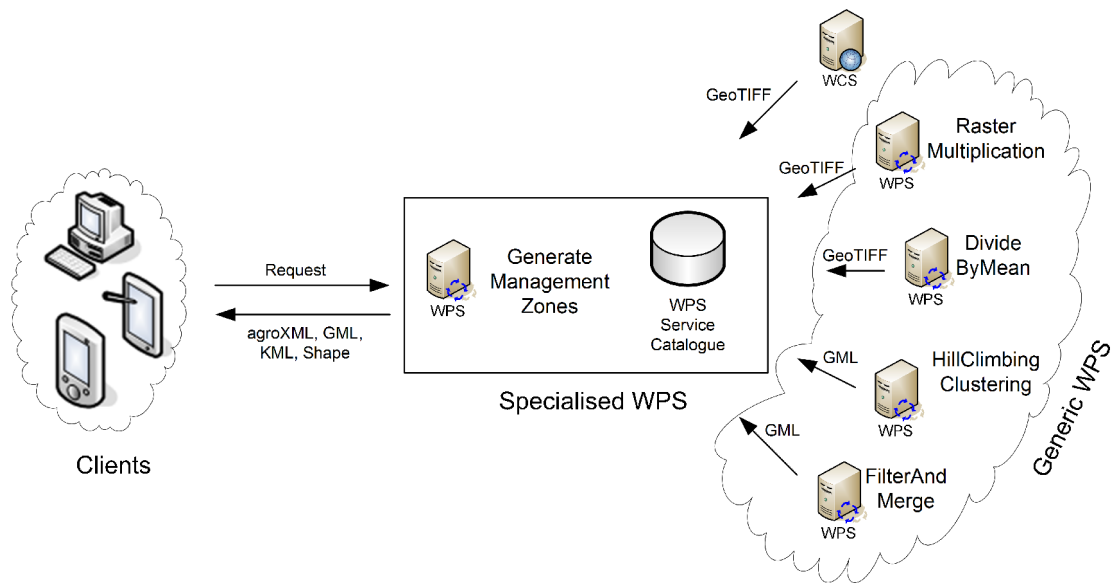 WCS
GeoTIFF
Raster
Multiplication
GeoTIFF
WPS
Divide
ByMean
GeoTIFF
WPS
Request
agroXML, GML,
KML, Shape
WPS
Generate
Management
Zones
WPS
Service
Catalogue
Specialised WPS
GML
HillClimbing
Clustering
WPS
GML
FilterAnd
Merge
WPS
Generic WPS
Clients